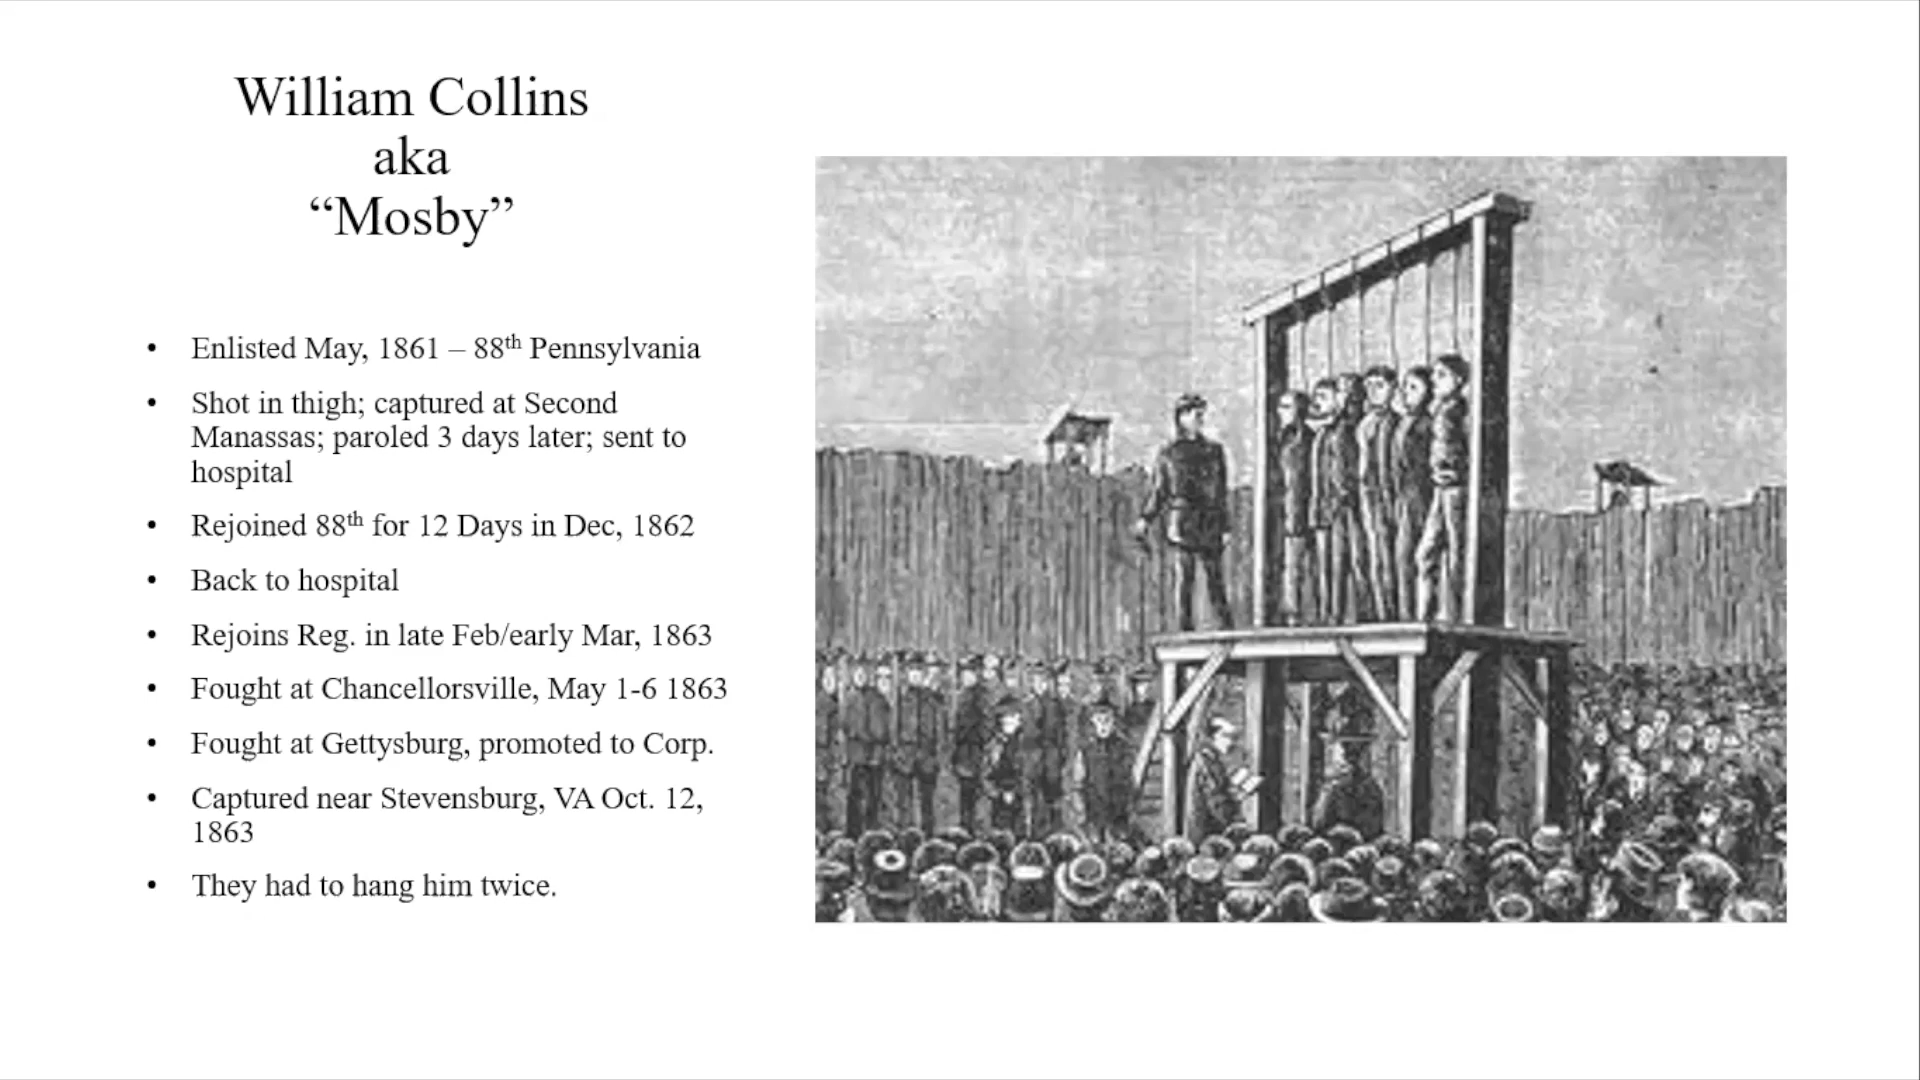 William Collins
aka
“Mosby”
• Enlisted May, 1861 – 88th Pennsylvania
• Shot in thigh; captured at Second
Manassas; paroled 3 days later; sent to
hospital
• Rejoined 88th for 12 Days in Dec, 1862
• Back to hospital
• Rejoins Reg. in late Feb/early Mar, 1863
• Fought at Chancellorsville, May 1-6 1863
• Fought at Gettysburg, promoted to Corp.
• Captured near Stevensburg, VA Oct. 12,
1863
• They had to hang him twice.